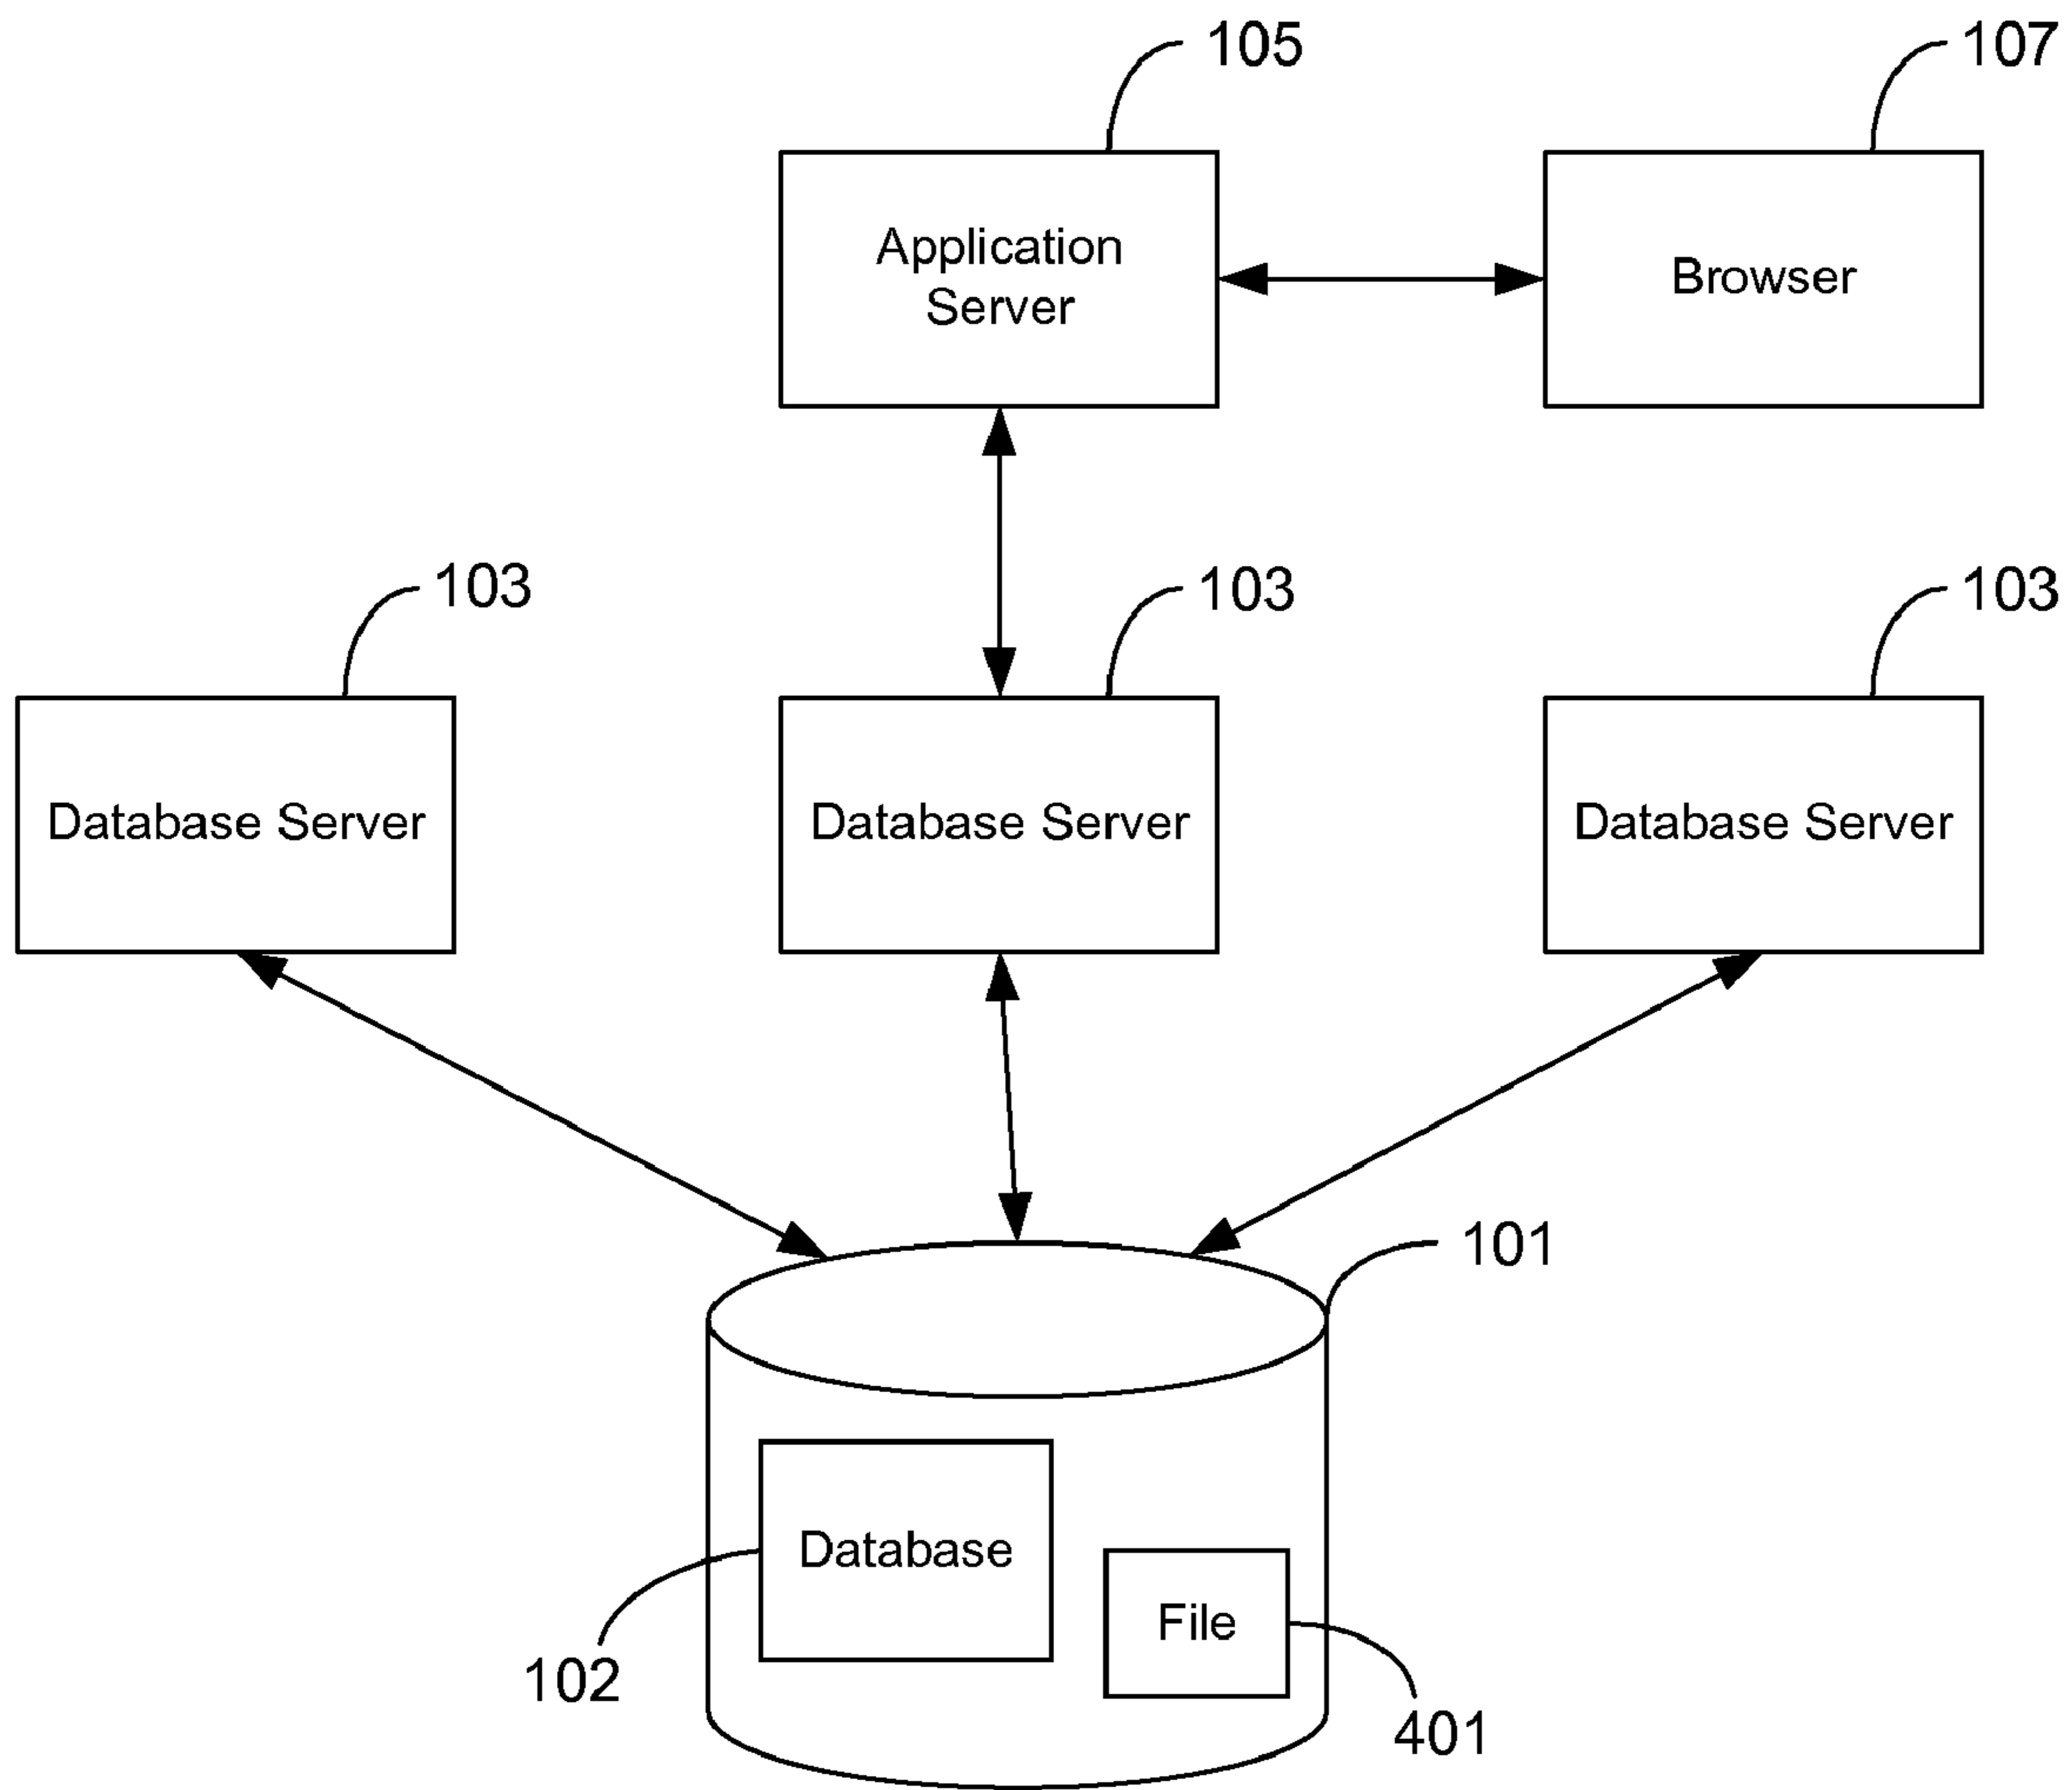 105
107
Application
Server
Browser
103
103
103
Database Server
Database Server
Database Server
101
Database
File
102
401